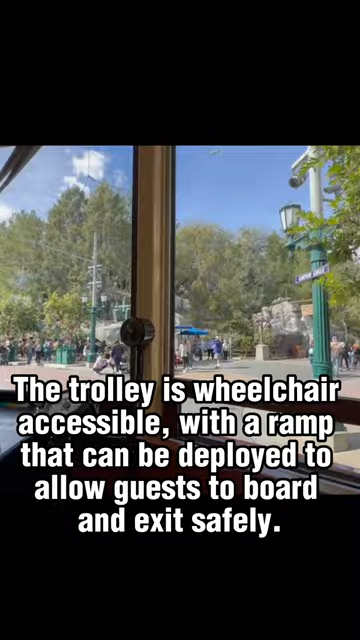 The trolley is wheelchair
accessible, with a ramp
that can be deployed to
allow guests to board
and exit safely.